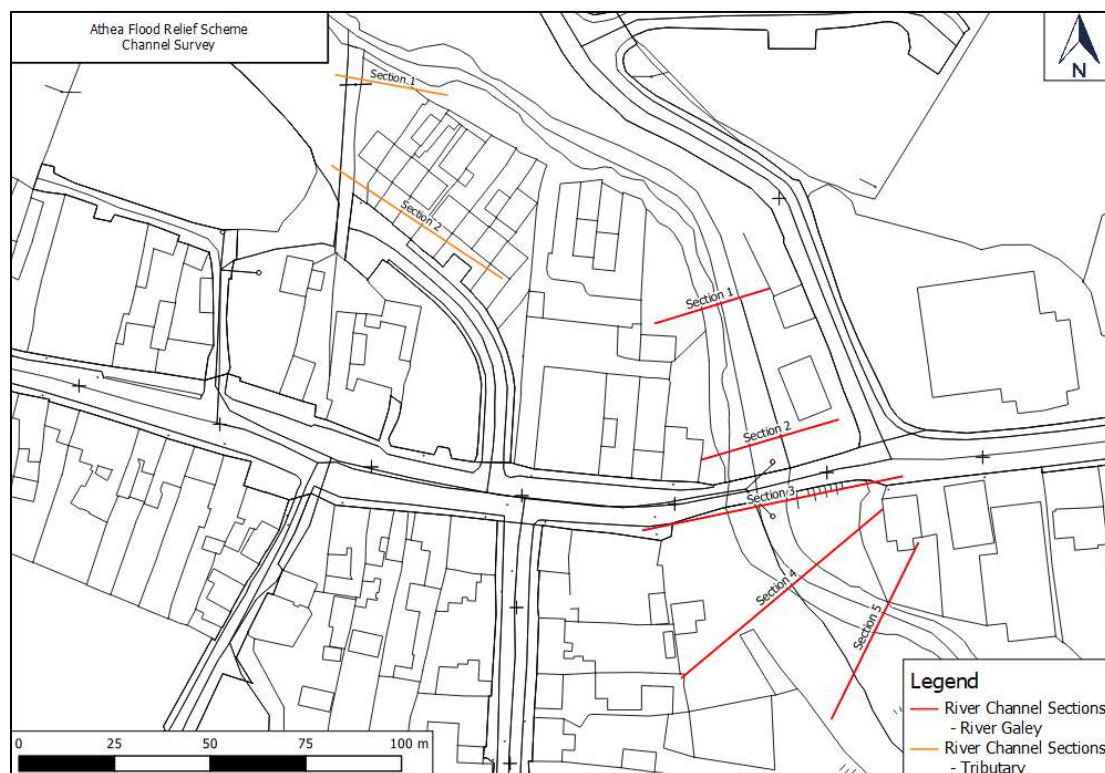 Athea Flood Relief Scheme
Channel Survey
N
Section 1
Section 2
Section 1
Section 2
Section 3
Section 4
Section 5
Legend
River Channel Sections
- River Galey
River Channel Sections
- Tributary
0 25 50 75 100 m